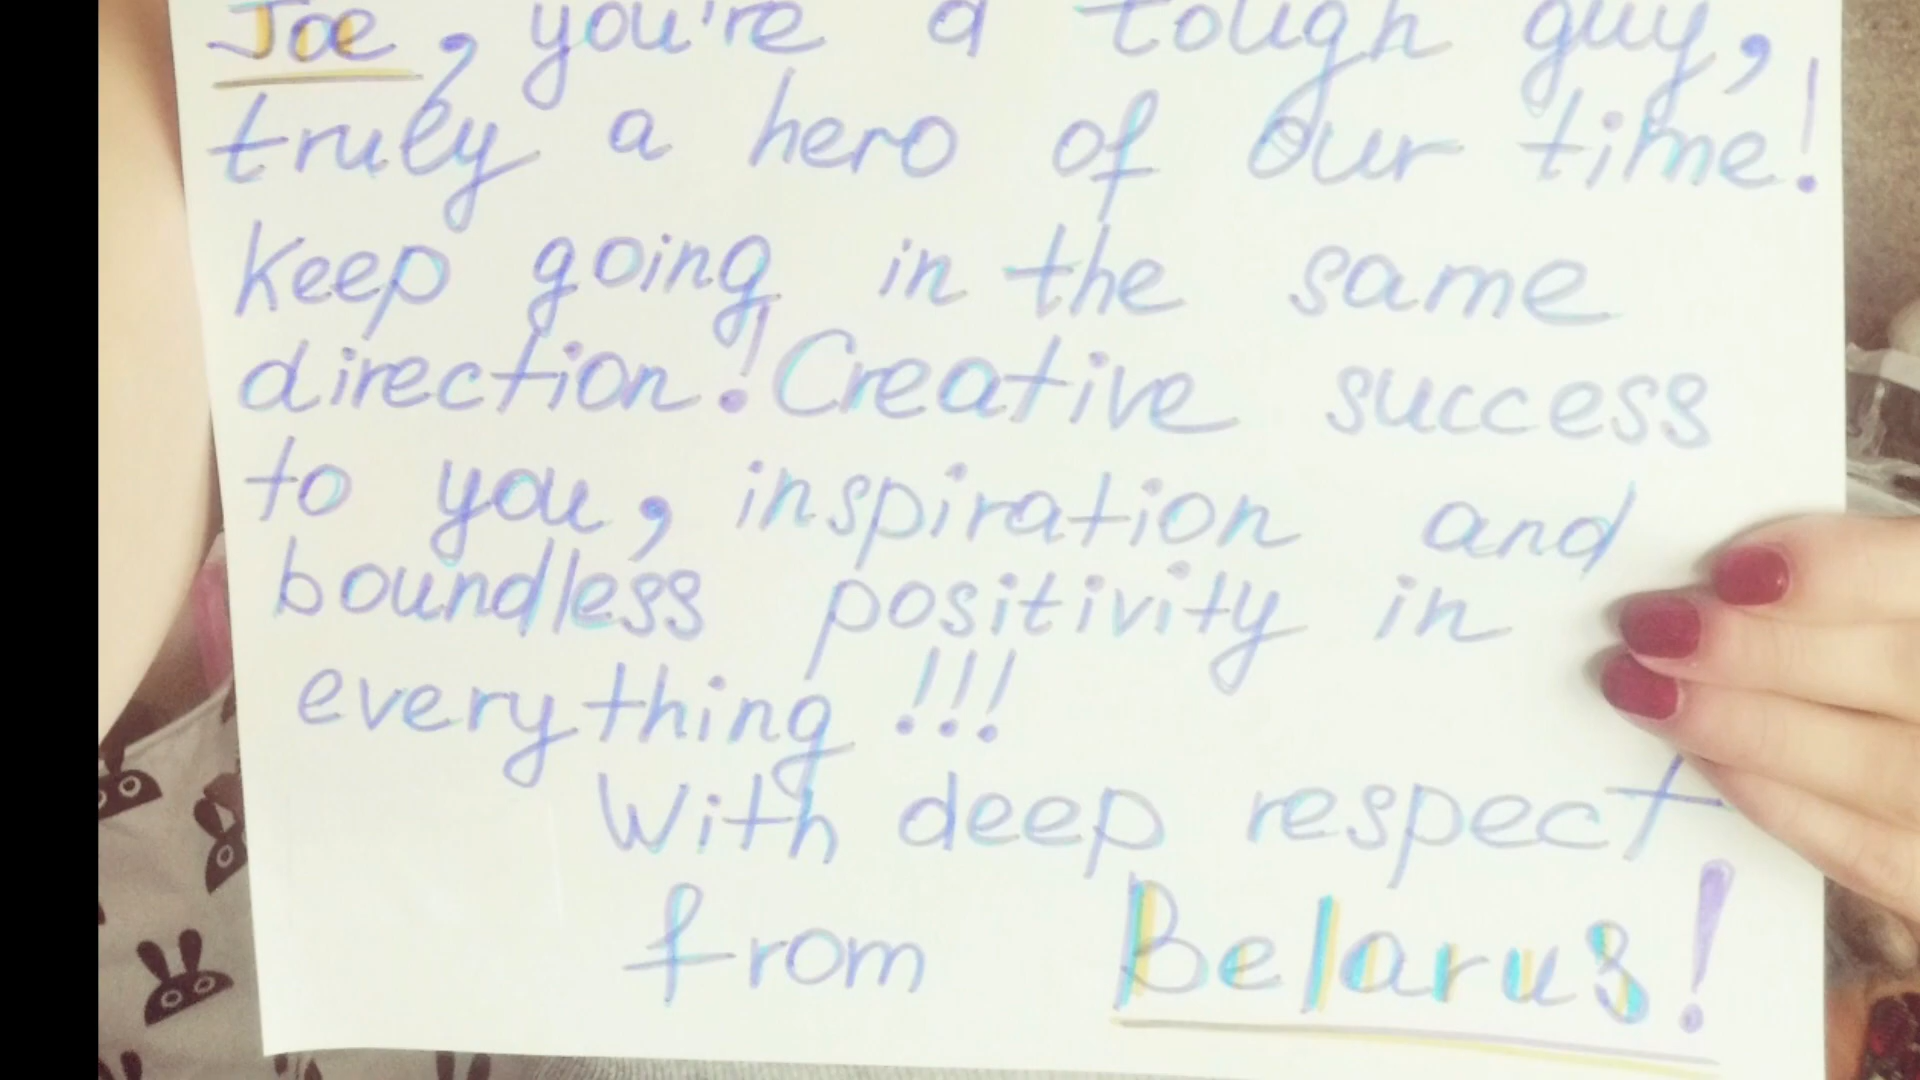 Joe, you're a tough guy,
truly a hero of our time!
Keep going in the same
direction! Creative success
to you, inspiration and
boundless positivity in
everything!!!
With deep respect
from Belarus!